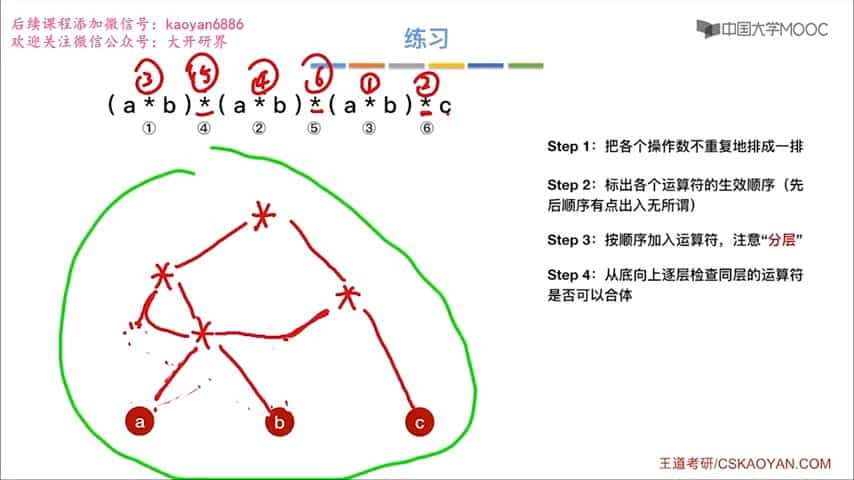 后续课程添加微信号：kaoyan6886
欢迎关注微信公众号：大开研界
练习
中国大学MOOC
③ ⑤ ④ ⑥ ① ②
(a*b)*(a*b)*(a*b)*c
① ④ ② ⑤ ③ ⑥
Step 1：把各个操作数不重复地排成一排
Step 2：标出各个运算符的生效顺序（先
后顺序有点出入无所谓）
Step 3：按顺序加入运算符，注意“分层”
Step 4：从底向上逐层检查同层的运算符
是否可以合体
*
*
*
*
a b c
王道考研/CSKAOYAN.COM